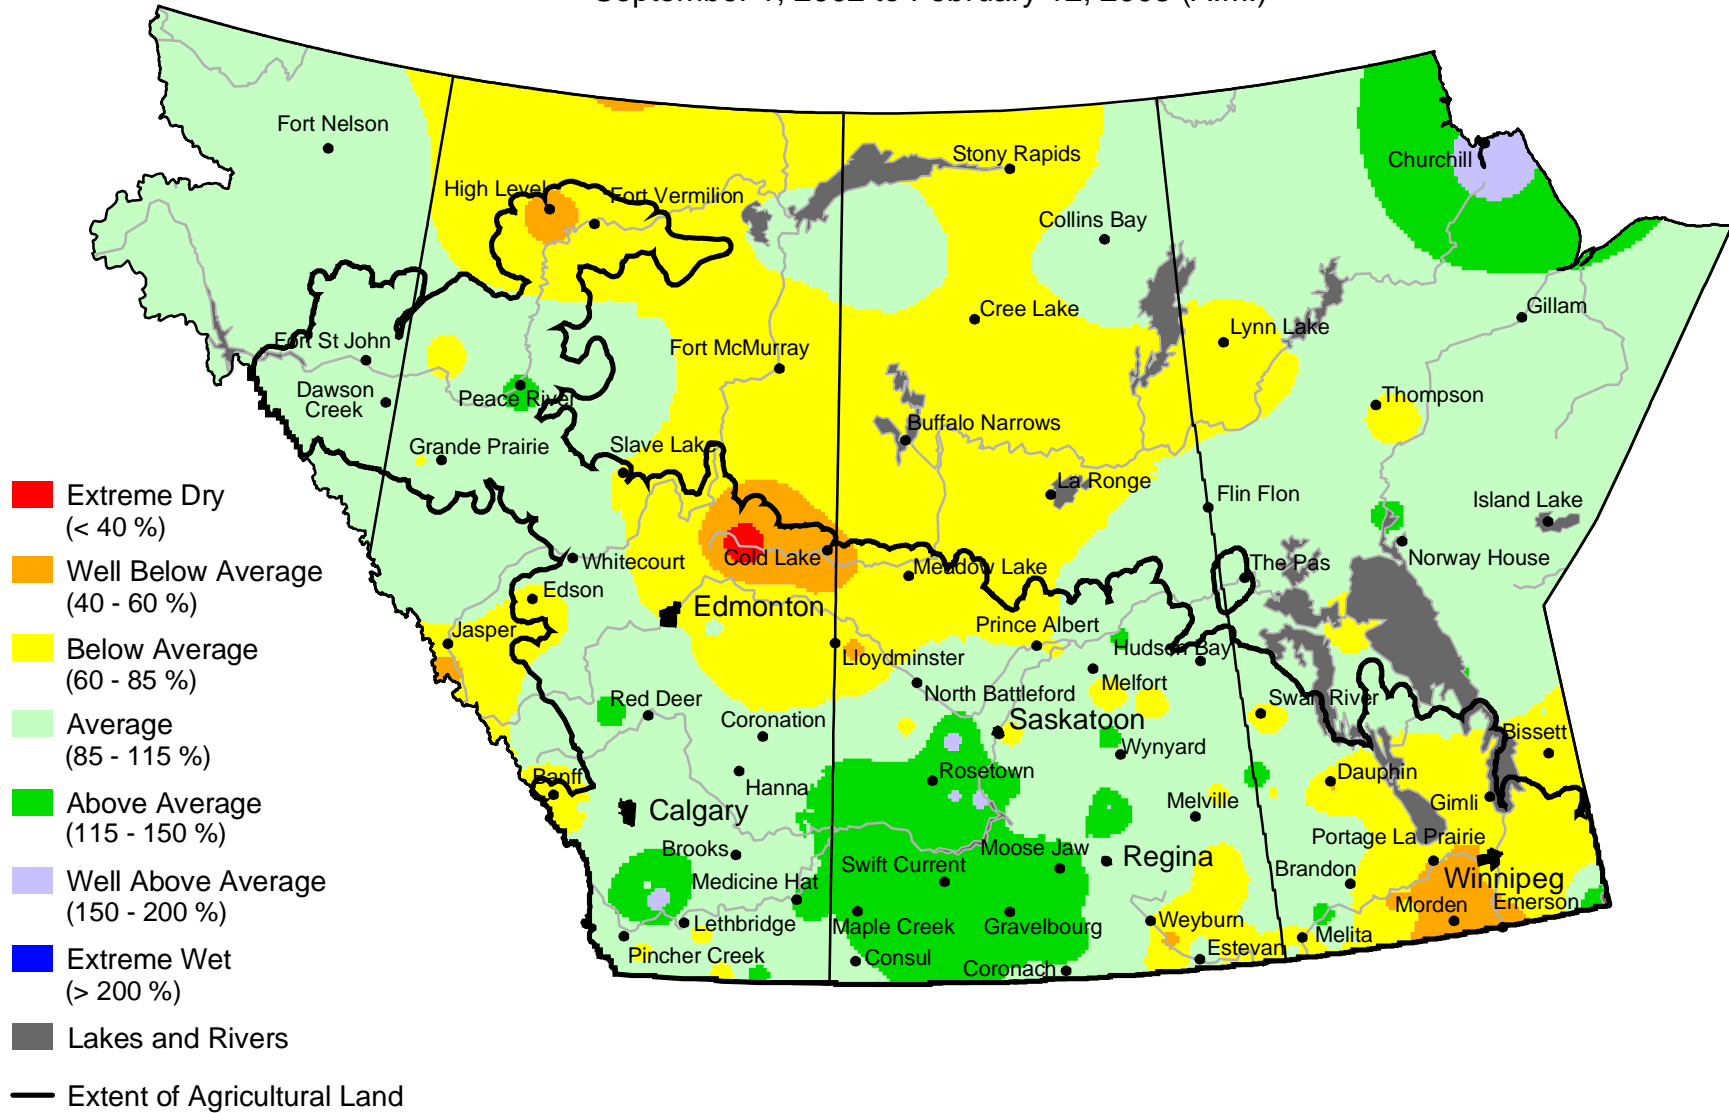 September 1, 2002 to February 12, 2003 (A.m.)
Fort Nelson
Stony Rapids
Churchill
High Level
Fort Vermilion
Collins Bay
Cree Lake
Gillam
Lynn Lake
Fort St John
Fort McMurray
Dawson
Creek
Peace River
Thompson
Buffalo Narrows
Grande Prairie
Slave Lake
La Ronge
Flin Flon
Island Lake
Extreme Dry
(< 40 %)
Whitecourt
Cold Lake
Meadow Lake
The Pas
Norway House
Well Below Average
(40 - 60 %)
Edson
Edmonton
Jasper
Prince Albert
Hudson Bay
Below Average
(60 - 85 %)
Lloydminster
Melfort
Red Deer
North Battleford
Swan River
Average
(85 - 115 %)
Coronation
Saskatoon
Wynyard
Bissett
Banff
Hanna
Rosetown
Dauphin
Above Average
(115 - 150 %)
Calgary
Melville
Gimli
Brooks
Moose Jaw
Portage La Prairie
Swift Current
Regina
Brandon
Winnipeg
Well Above Average
(150 - 200 %)
Medicine Hat
Morden
Emerson
Lethbridge
Maple Creek
Gravelbourg
Weyburn
Melita
Pincher Creek
Consul
Coronach
Estevan
Extreme Wet
(> 200 %)
Lakes and Rivers
Extent of Agricultural Land